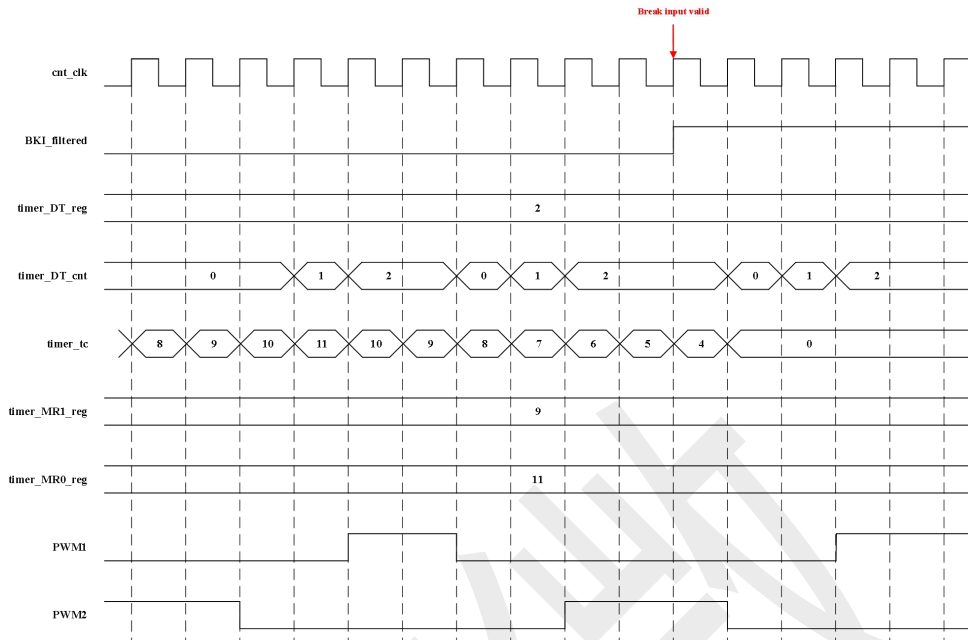 Break input valid
cnt_clk
BKI_filtered
timer_DT_reg 2
timer_DT_cnt 0 1 2 0 1 2 0 1 2
timer_tc 8 9 10 11 10 9 8 7 6 5 4 0
timer_MR1_reg 9
timer_MR0_reg 11
PWM1
PWM2